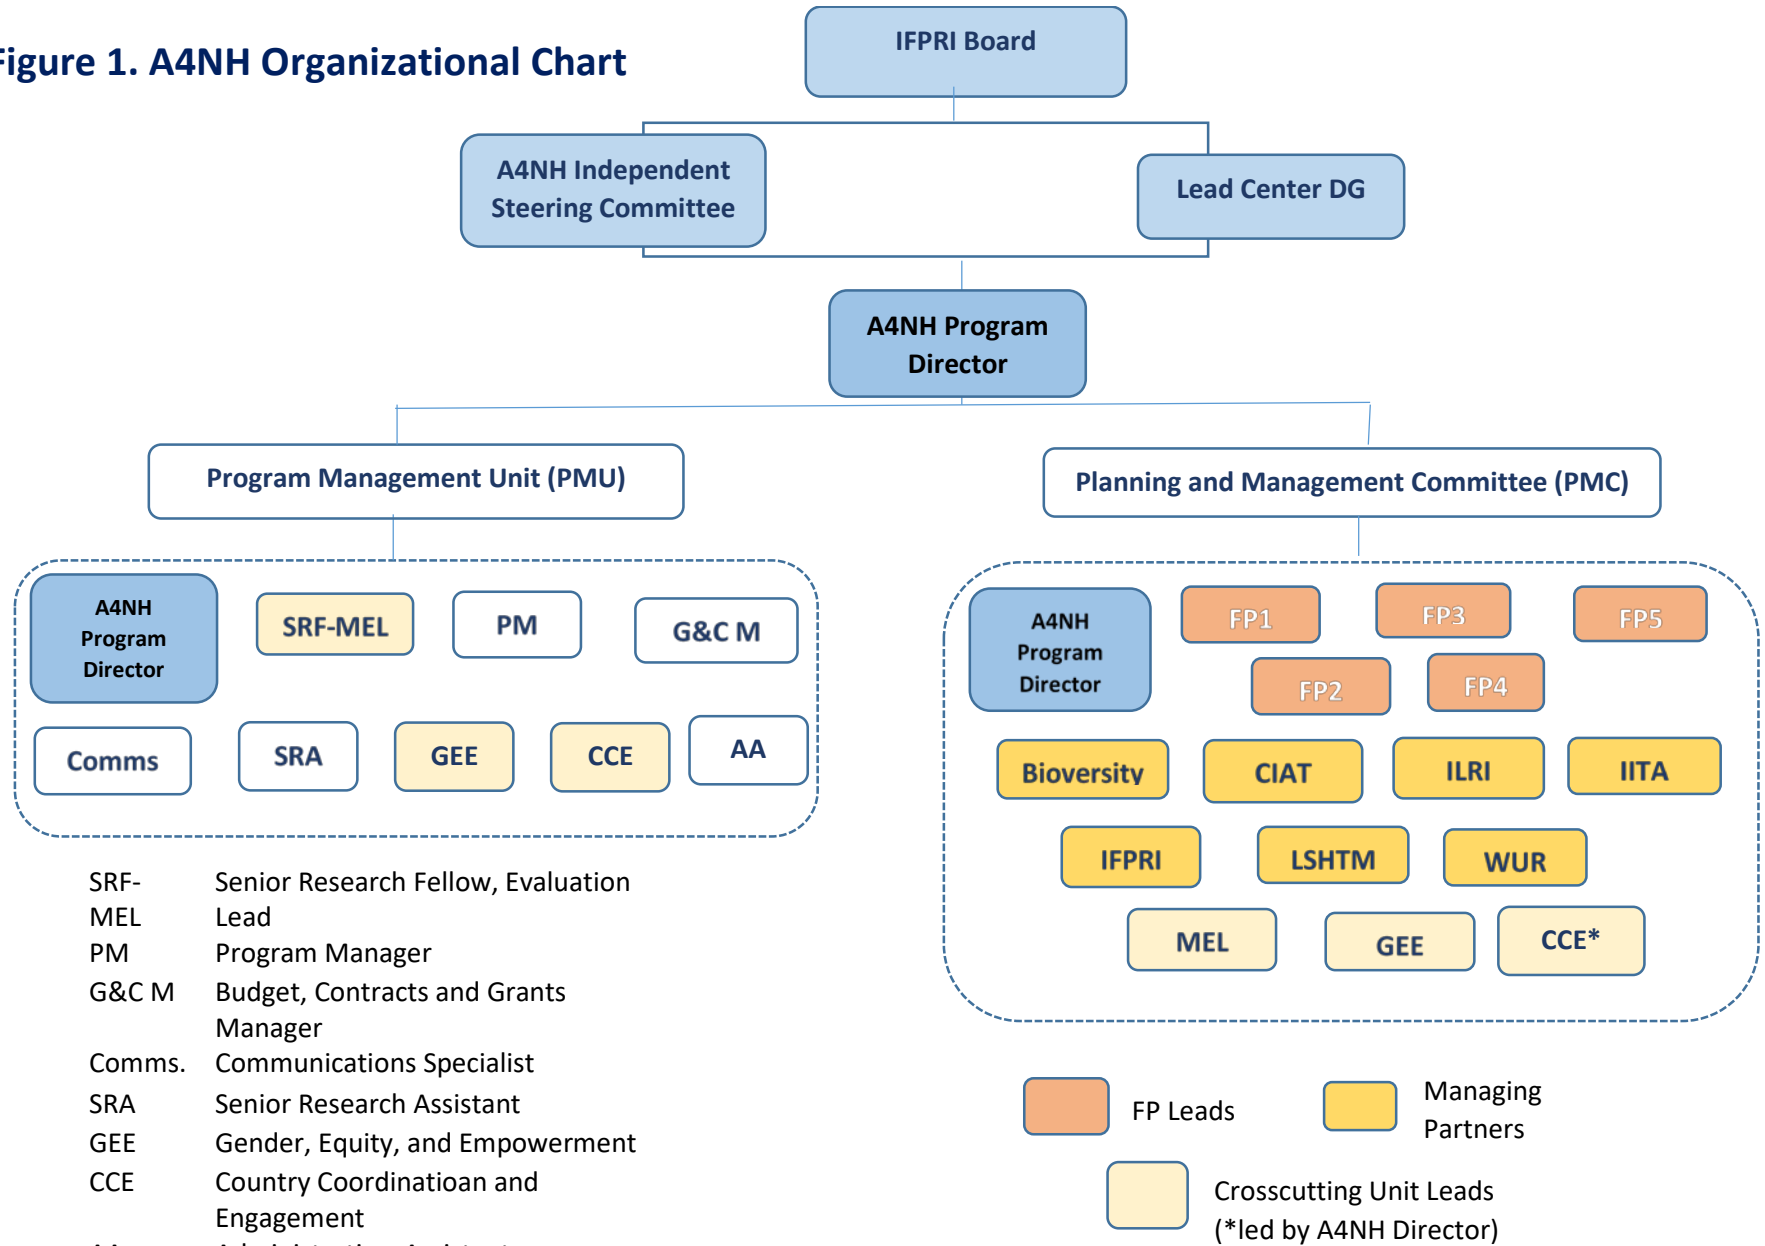 Figure 1. A4NH Organizational Chart
IFPRI Board
A4NH Independent
Steering Committee
Lead Center DG
A4NH Program
Director
Program Management Unit (PMU)
Planning and Management Committee (PMC)
A4NH
Program
Director
SRF-MEL
PM
G&C M
Comms
SRA
GEE
CCE
AA
A4NH
Program
Director
FP1
FP3
FP5
FP2
FP4
Bioversity
CIAT
ILRI
IITA
IFPRI
LSHTM
WUR
MEL
GEE
CCE*
SRF- Senior Research Fellow, Evaluation
MEL Lead
PM Program Manager
G&C M Budget, Contracts and Grants
Manager
Comms. Communications Specialist
SRA Senior Research Assistant
GEE Gender, Equity, and Empowerment
CCE Country Coordinatioan and
Engagement
FP Leads
Managing
Partners
Crosscutting Unit Leads
(*led by A4NH Director)